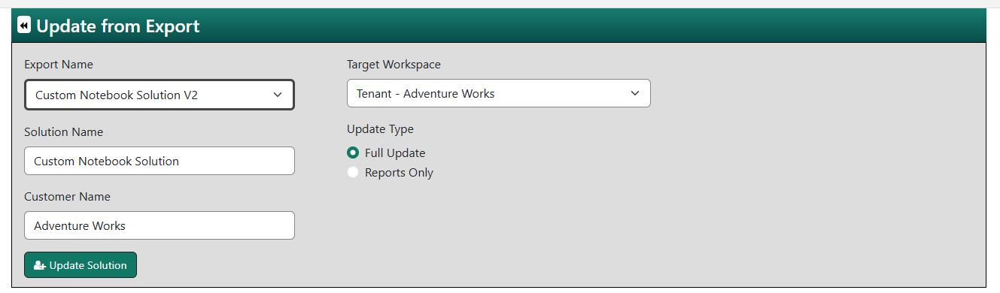 Update from Export
Export Name
Custom Notebook Solution V2
Solution Name
Custom Notebook Solution
Customer Name
Adventure Works
Update Solution
Target Workspace
Tenant - Adventure Works
Update Type
Full Update
Reports Only